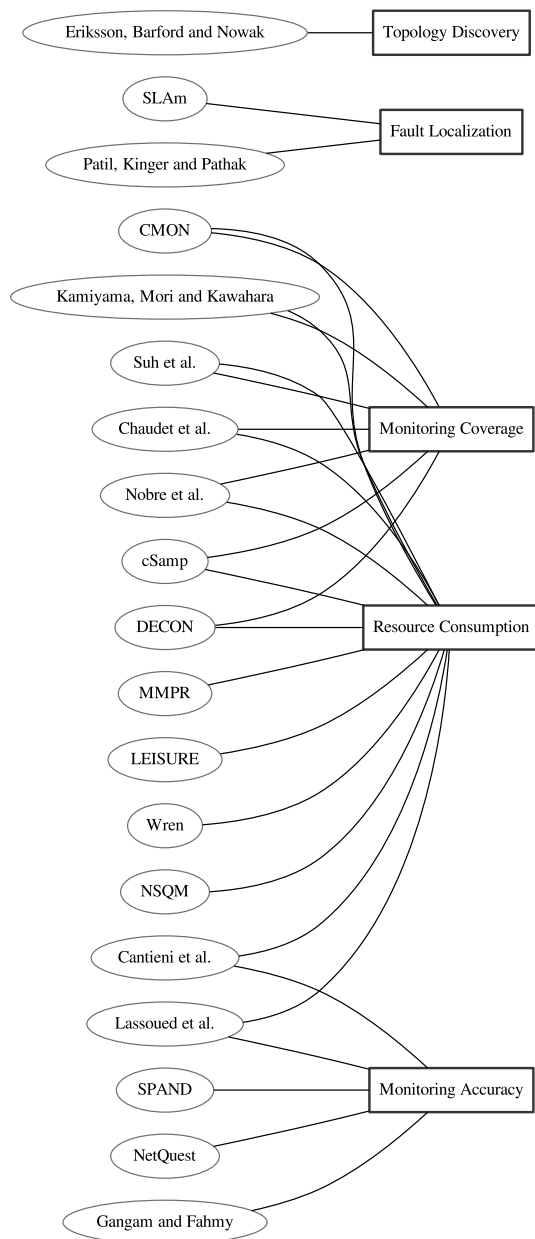 Eriksson, Barford and Nowak
Topology Discovery
SLAm
Fault Localization
Patil, Kinger and Pathak
CMON
Kamiyama, Mori and Kawahara
Suh et al.
Chaudet et al.
Monitoring Coverage
Nobre et al.
cSamp
DECON
Resource Consumption
MMPR
LEISURE
Wren
NSQM
Cantieni et al.
Lassoued et al.
SPAND
Monitoring Accuracy
NetQuest
Gangam and Fahmy